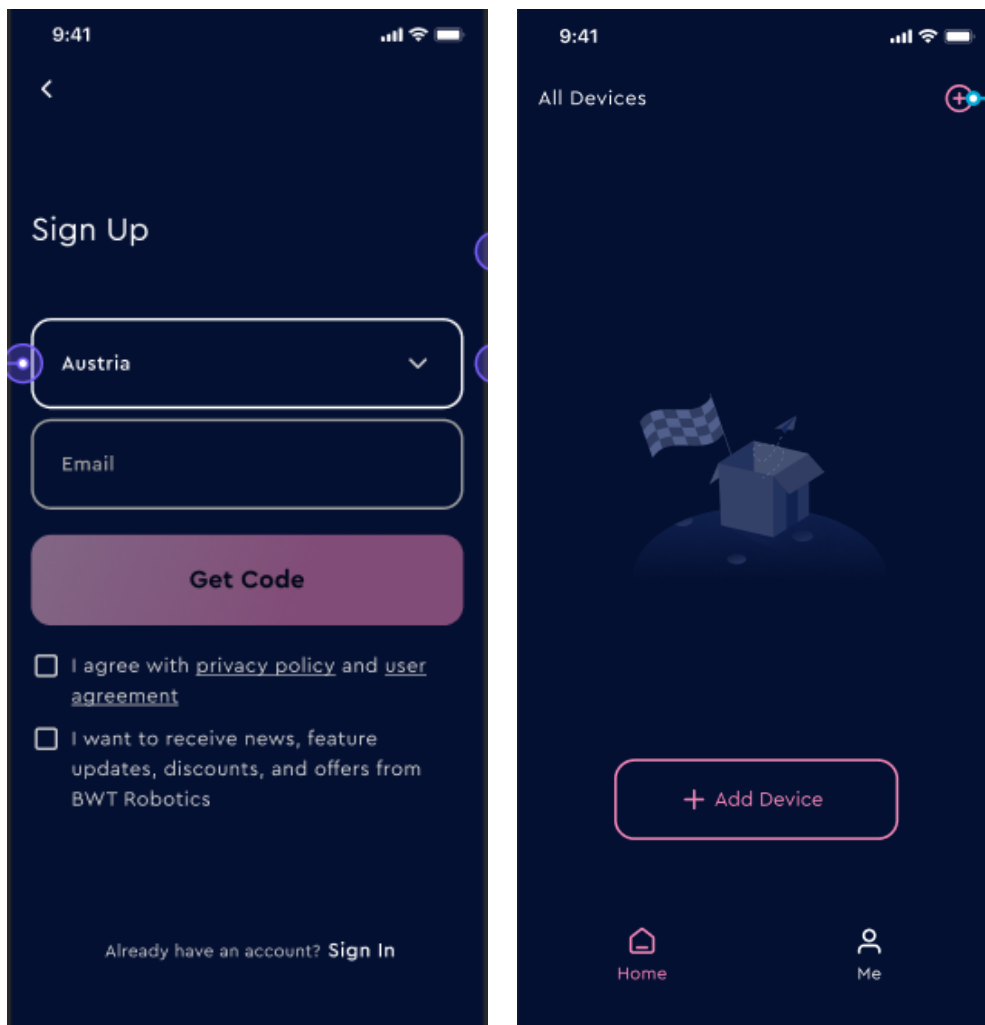 9:41
Sign Up
Austria
Email
Get Code
I agree with privacy policy and user
agreement
I want to receive news, feature
updates, discounts, and offers from
BWT Robotics
Already have an account? Sign In
9:41
All Devices
+ Add Device
Home
Me